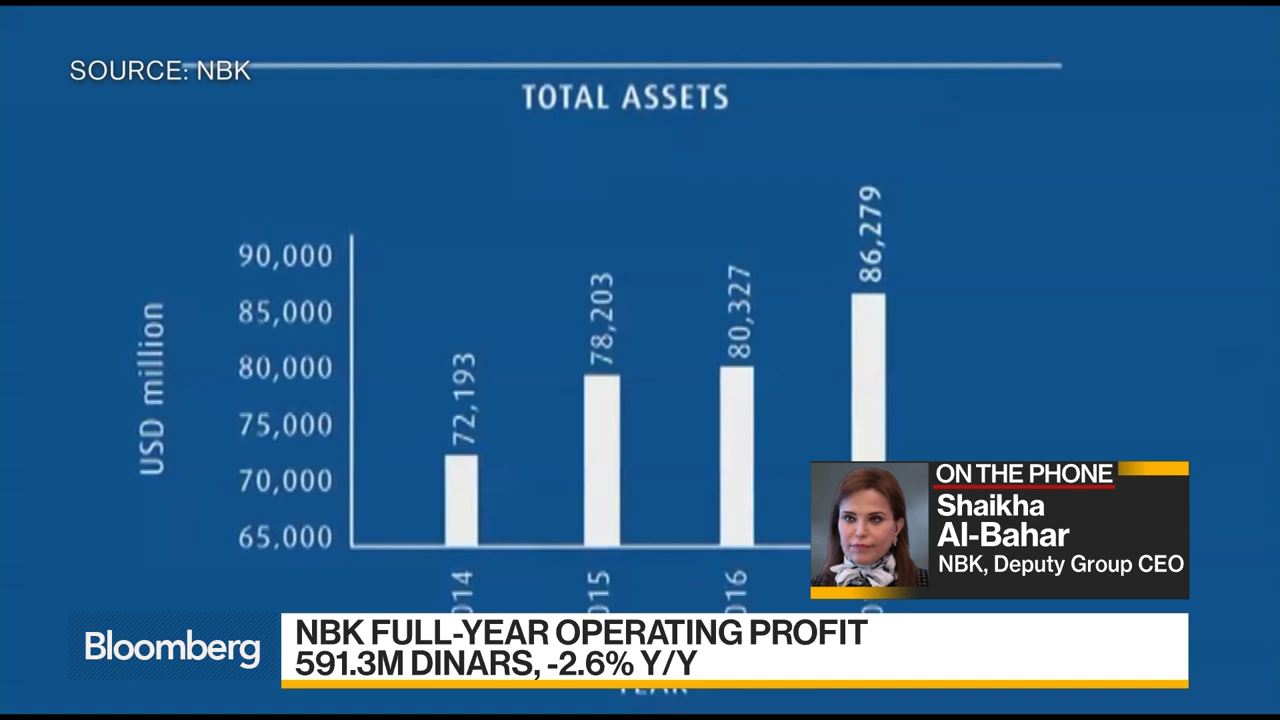 SOURCE: NBK
TOTAL ASSETS
USD million
90,000
85,000
80,000
75,000
70,000
65,000
72,193
78,203
80,327
86,279
014
015
016
ON THE PHONE
Shaikha
Al-Bahar
NBK, Deputy Group CEO
Bloomberg
NBK FULL-YEAR OPERATING PROFIT
591.3M DINARS, -2.6% Y/Y